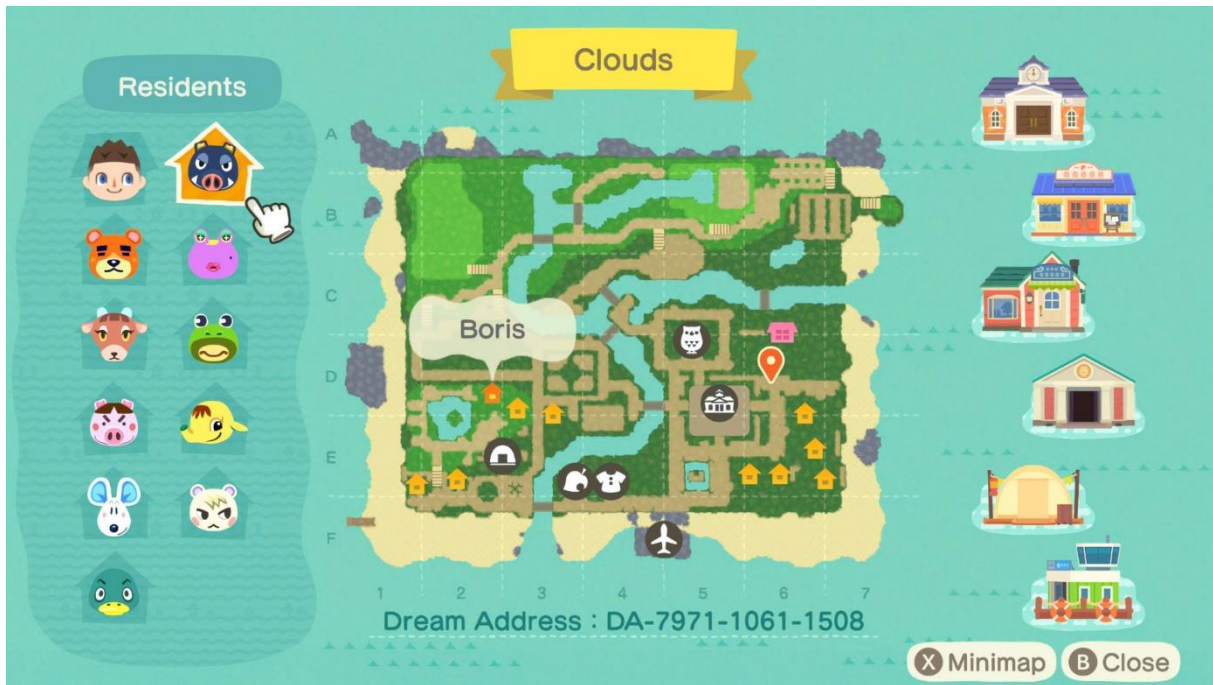 Clouds
Residents
A
B
C
D
E
F
Boris
1 2 3 4 5 6 7
Dream Address : DA-7971-1061-1508
X Minimap B Close